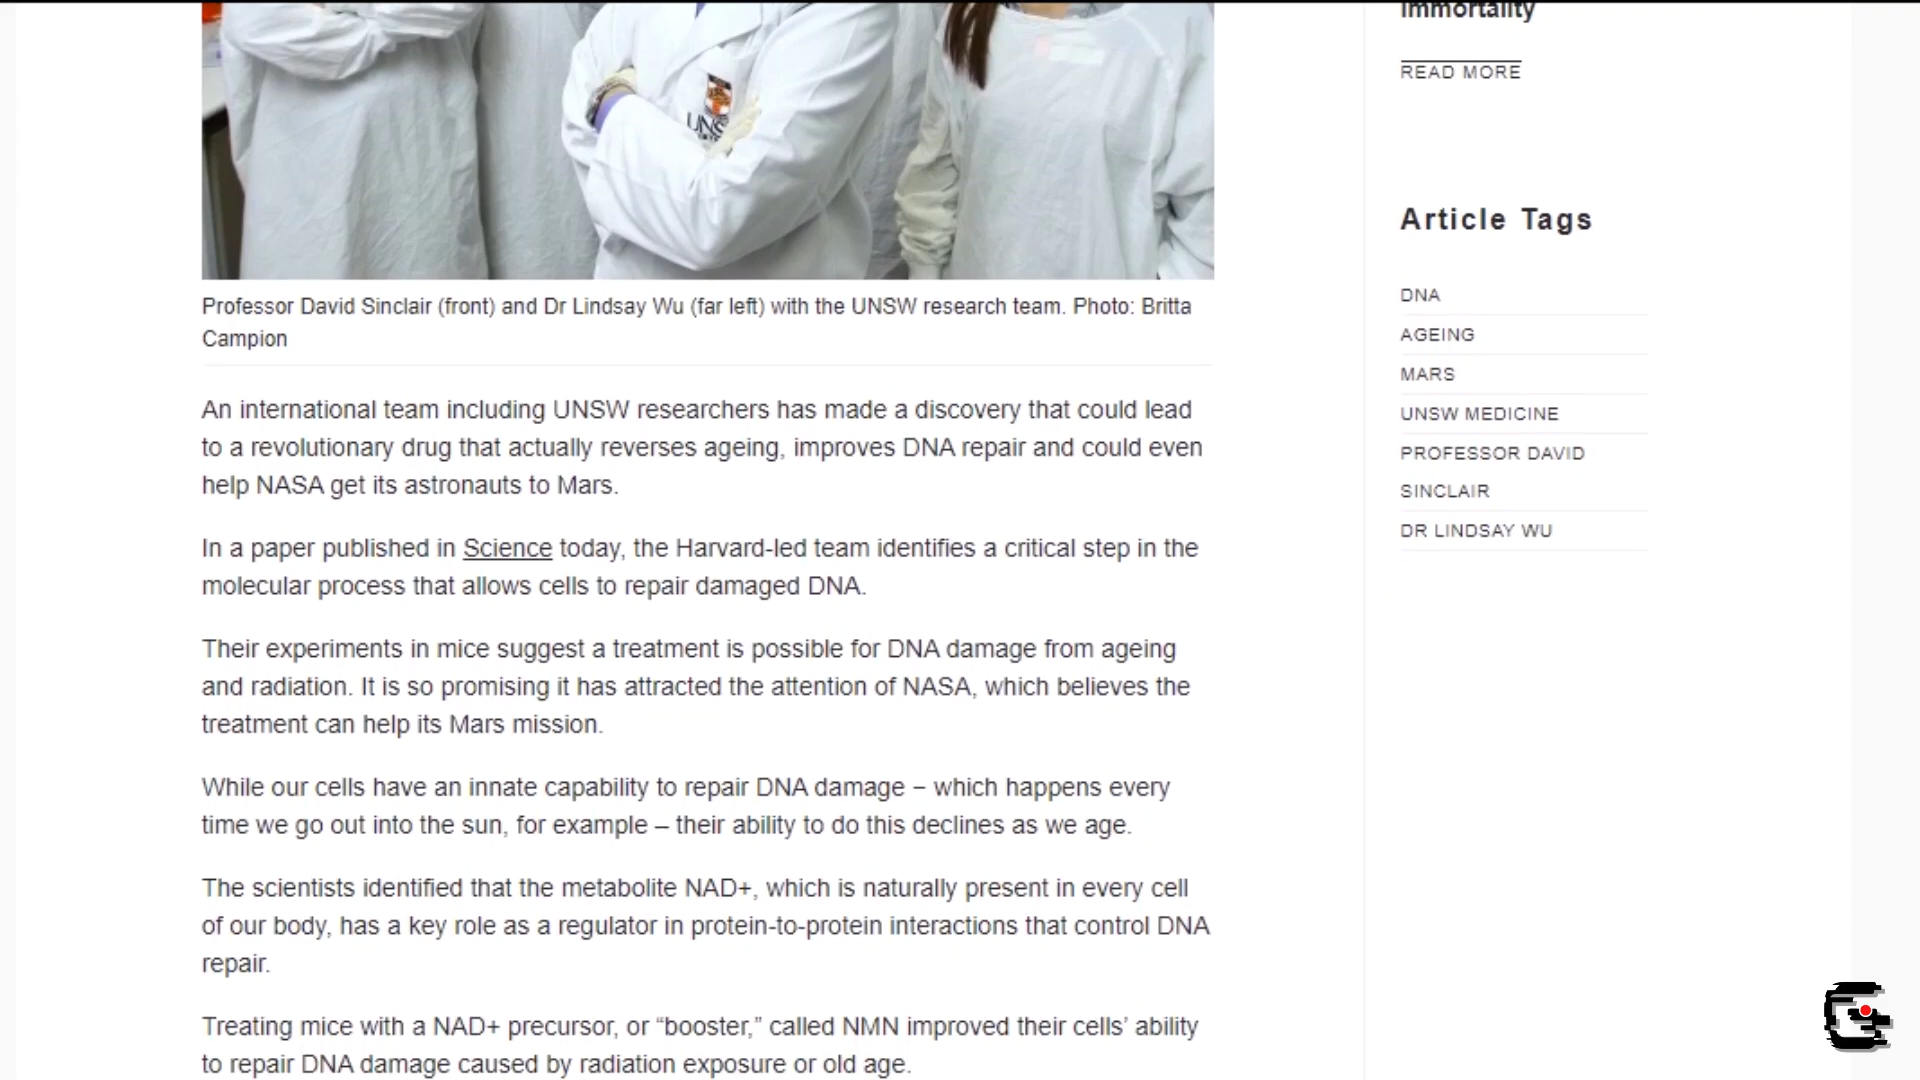 immortality
READ MORE
UNS
Professor David Sinclair (front) and Dr Lindsay Wu (far left) with the UNSW research team. Photo: Britta
Campion
An international team including UNSW researchers has made a discovery that could lead
to a revolutionary drug that actually reverses ageing, improves DNA repair and could even
help NASA get its astronauts to Mars.
In a paper published in Science today, the Harvard-led team identifies a critical step in the
molecular process that allows cells to repair damaged DNA.
Their experiments in mice suggest a treatment is possible for DNA damage from ageing
and radiation. It is so promising it has attracted the attention of NASA, which believes the
treatment can help its Mars mission.
While our cells have an innate capability to repair DNA damage − which happens every
time we go out into the sun, for example – their ability to do this declines as we age.
The scientists identified that the metabolite NAD+, which is naturally present in every cell
of our body, has a key role as a regulator in protein-to-protein interactions that control DNA
repair.
Treating mice with a NAD+ precursor, or “booster,” called NMN improved their cells’ ability
to repair DNA damage caused by radiation exposure or old age.
Article Tags
DNA
AGEING
MARS
UNSW MEDICINE
PROFESSOR DAVID
SINCLAIR
DR LINDSAY WU